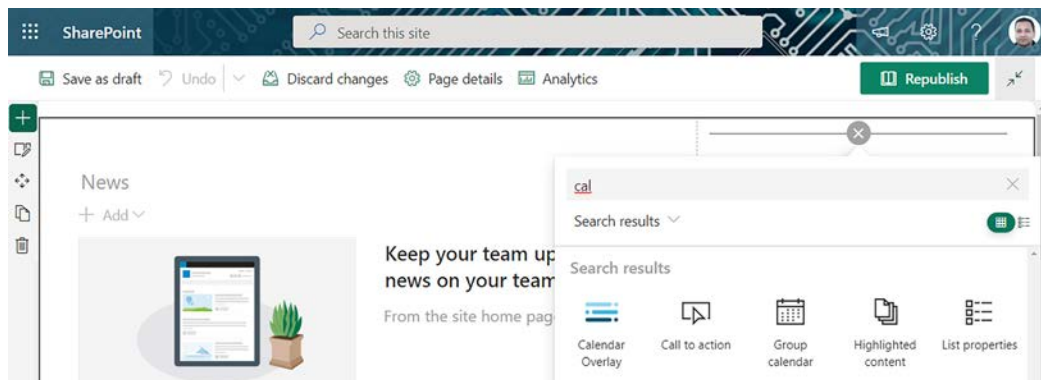 SharePoint
Search this site
?
Save as draft Undo Discard changes Page details Analytics Republish
News
Add
Keep your team up
news on your team
From the site home pag
cal
Search results
Search results
Calendar Overlay
Call to action
Group calendar
Highlighted content
List properties